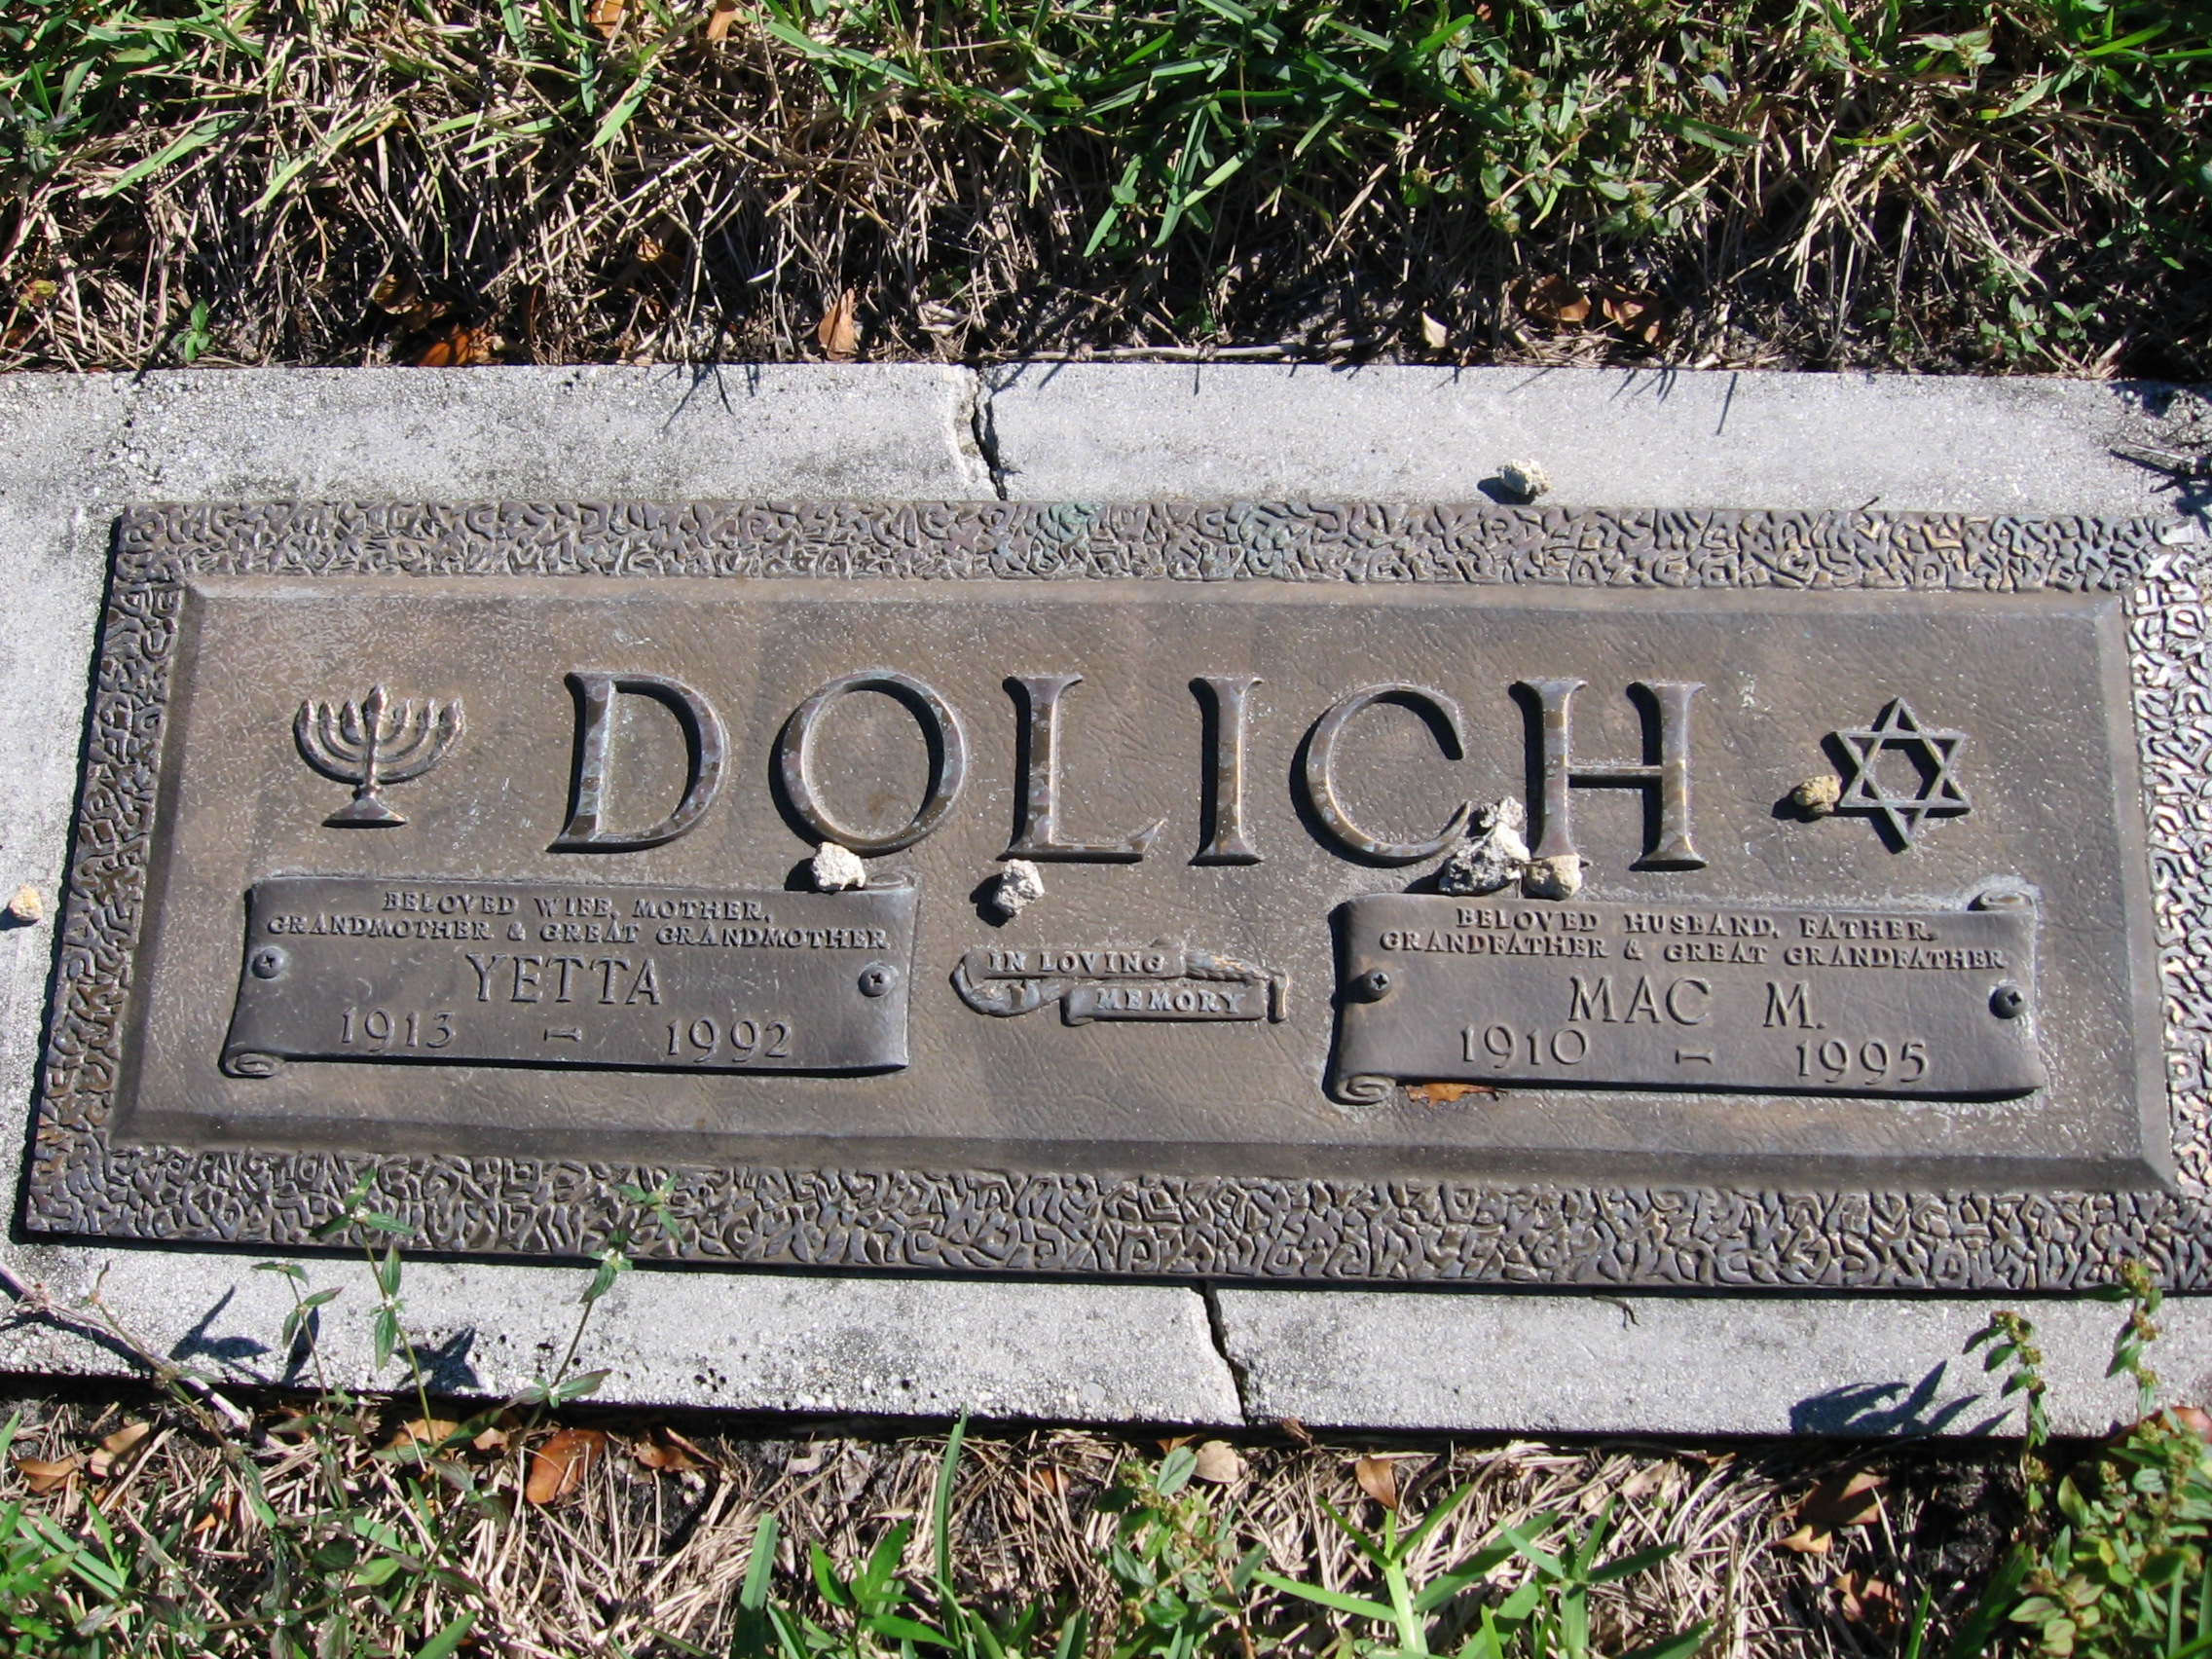 DOLICH
BELOVED WIFE, MOTHER,
GRANDMOTHER & GREAT GRANDMOTHER
YETTA
1913 - 1992
IN LOVING
MEMORY
BELOVED HUSBAND, FATHER,
GRANDFATHER & GREAT GRANDFATHER
MAC M.
1910 - 1995